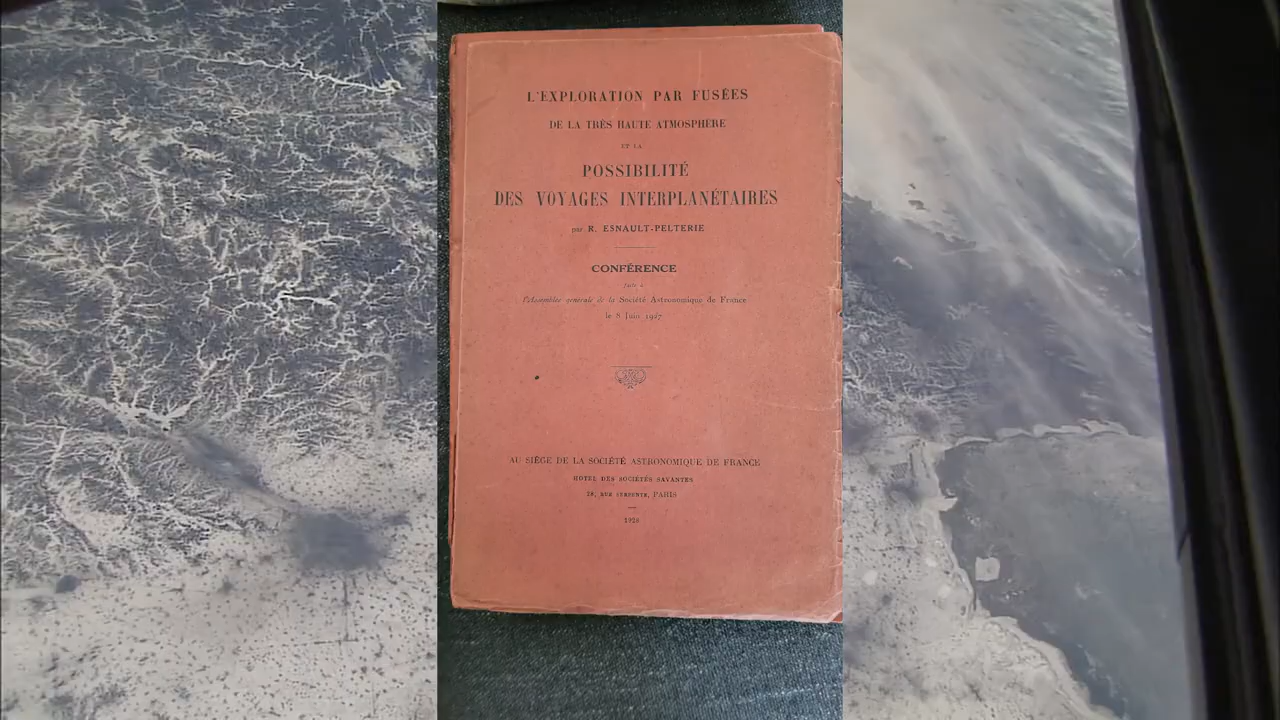 L'EXPLORATION PAR FUSÉES
DE LA TRÈS HAUTE ATMOSPHÈRE
ET LA
POSSIBILITÉ
DES VOYAGES INTERPLANÉTAIRES
par R. ESNAULT-PELTERIE
CONFÉRENCE
faite à
l'Assemblée générale de la Société Astronomique de France
le 8 Juin 1927
AU SIÈGE DE LA SOCIÉTÉ ASTRONOMIQUE DE FRANCE
HOTEL DES SOCIÉTÉS SAVANTES
28, RUE SERPENTE, PARIS
1928